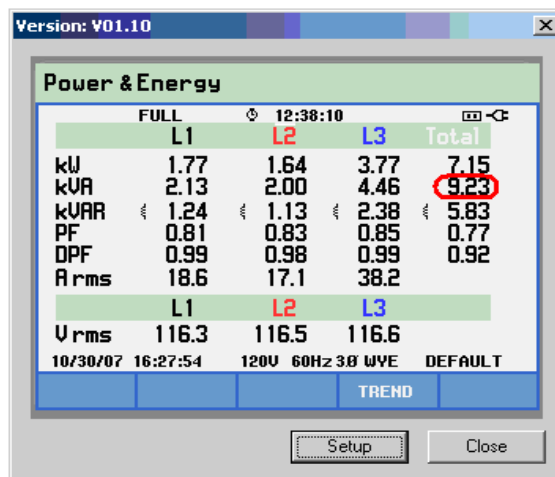 Version: V01.10
Power & Energy
FULL 12:38:10
L1 L2 L3 Total
kW 1.77 1.64 3.77 7.15
kVA 2.13 2.00 4.46 9.23
kVAR 1.24 1.13 2.38 5.83
PF 0.81 0.83 0.85 0.77
DPF 0.99 0.98 0.99 0.92
A rms 18.6 17.1 38.2
L1 L2 L3
V rms 116.3 116.5 116.6
10/30/07 16:27:54 120V 60Hz 3Ø WYE DEFAULT
TREND
Setup Close